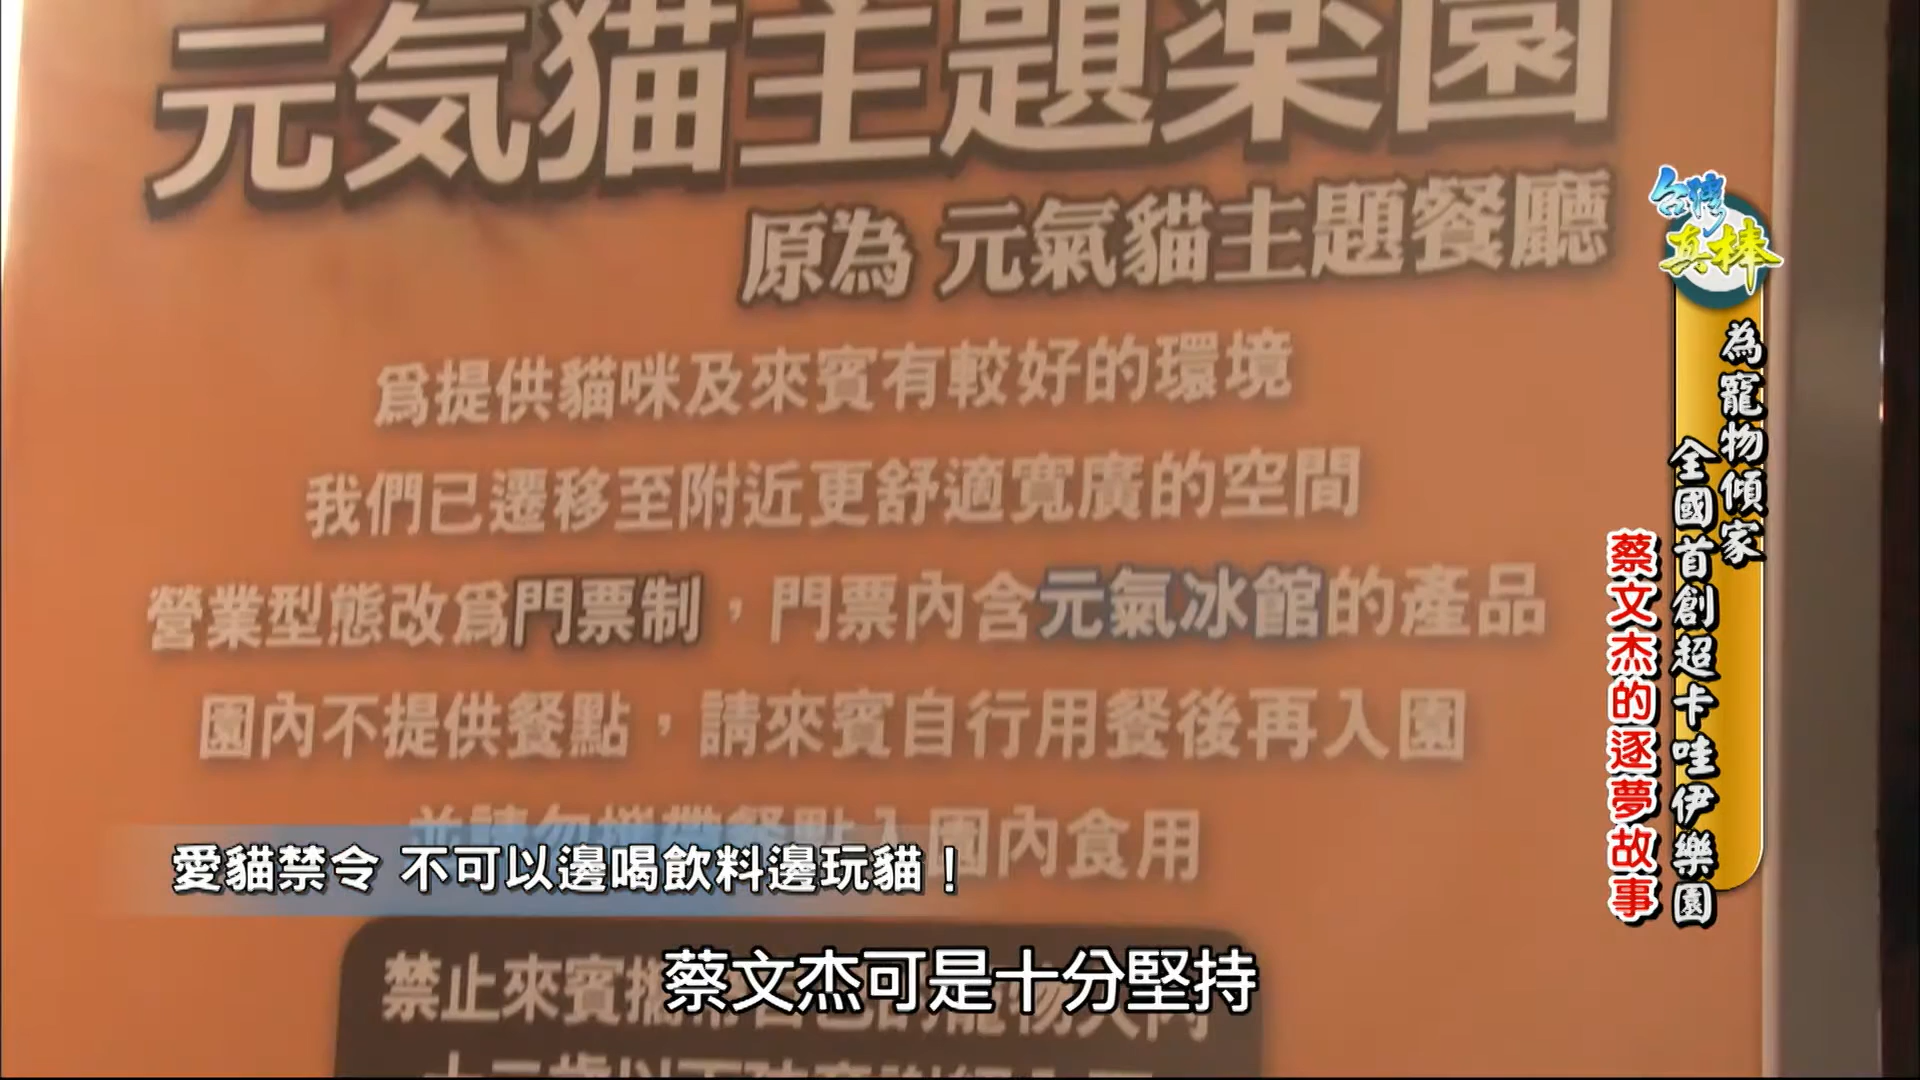 元気猫主題楽園
原為 元氣貓主題餐廳
爲提供貓咪及來賓有較好的環境
我們已遷移至附近更舒適寬廣的空間
營業型態改爲門票制，門票內含元氣冰館的產品
園內不提供餐點，請來賓自行用餐後再入園
入園內食用
愛貓禁令 不可以邊喝飲料邊玩貓！
禁止來賓
蔡文杰可是十分堅持
台灣真棒
為寵物傾家
全國首創超卡哇伊樂園
蔡文杰的逐夢故事